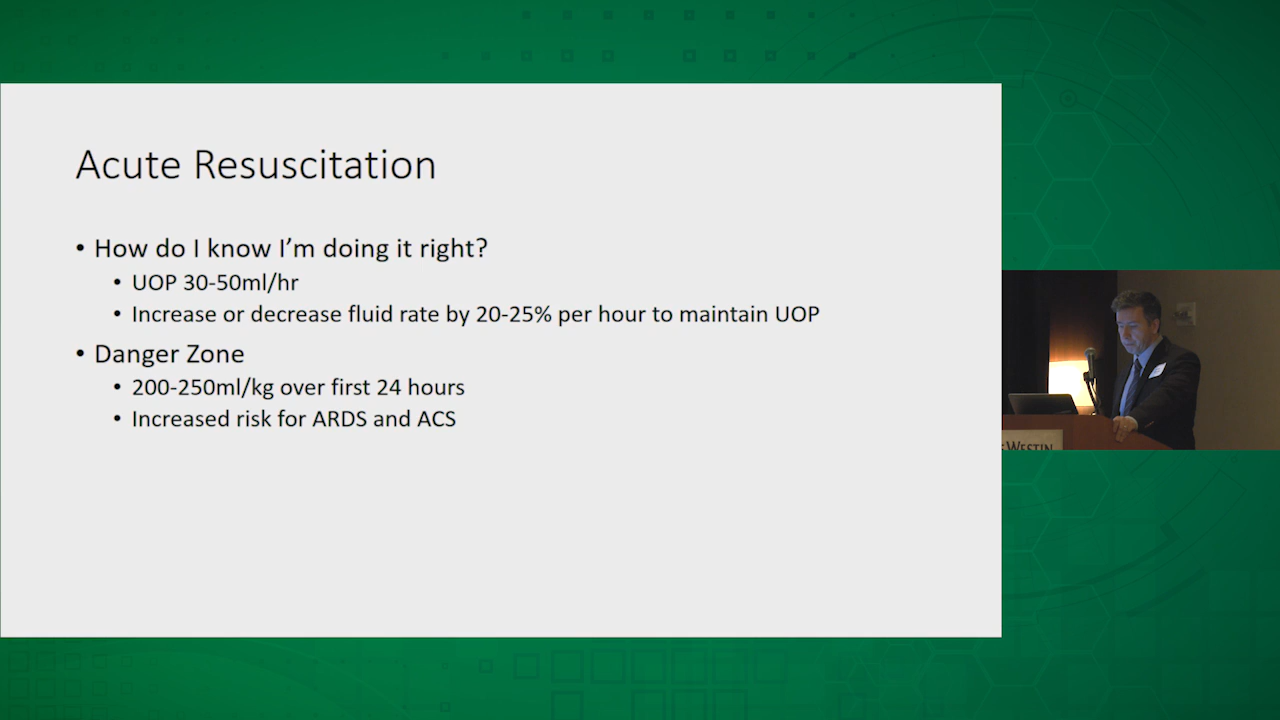 Acute Resuscitation
• How do I know I’m doing it right?
• UOP 30-50ml/hr
• Increase or decrease fluid rate by 20-25% per hour to maintain UOP
• Danger Zone
• 200-250ml/kg over first 24 hours
• Increased risk for ARDS and ACS
WESTIN